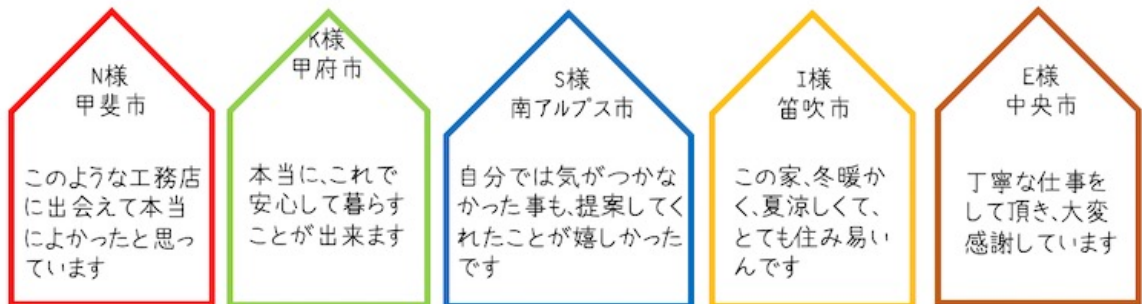 N様
甲斐市
このような工務店
に出会えて本当
によかったと思っ
ています
K様
甲府市
本当に、これで
安心して暮らす
ことが出来ます
S様
南アルプス市
自分では気がつかな
かった事も、提案してく
れたことが嬉しかった
です
I様
笛吹市
この家、冬暖か
く、夏涼しくて、
とても住み易い
んです
E様
中央市
丁寧な仕事を
して頂き、大変
感謝しています